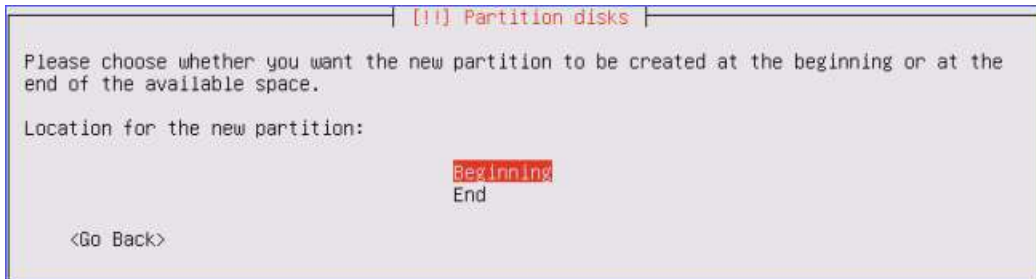 [!!] Partition disks
Please choose whether you want the new partition to be created at the beginning or at the
end of the available space.
Location for the new partition:
Beginning
End
<Go Back>